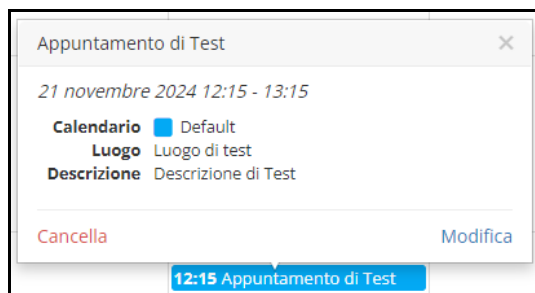 Appuntamento di Test ×
21 novembre 2024 12:15 - 13:15
Calendario Default
Luogo Luogo di test
Descrizione Descrizione di Test
Cancella Modifica
12:15 Appuntamento di Test